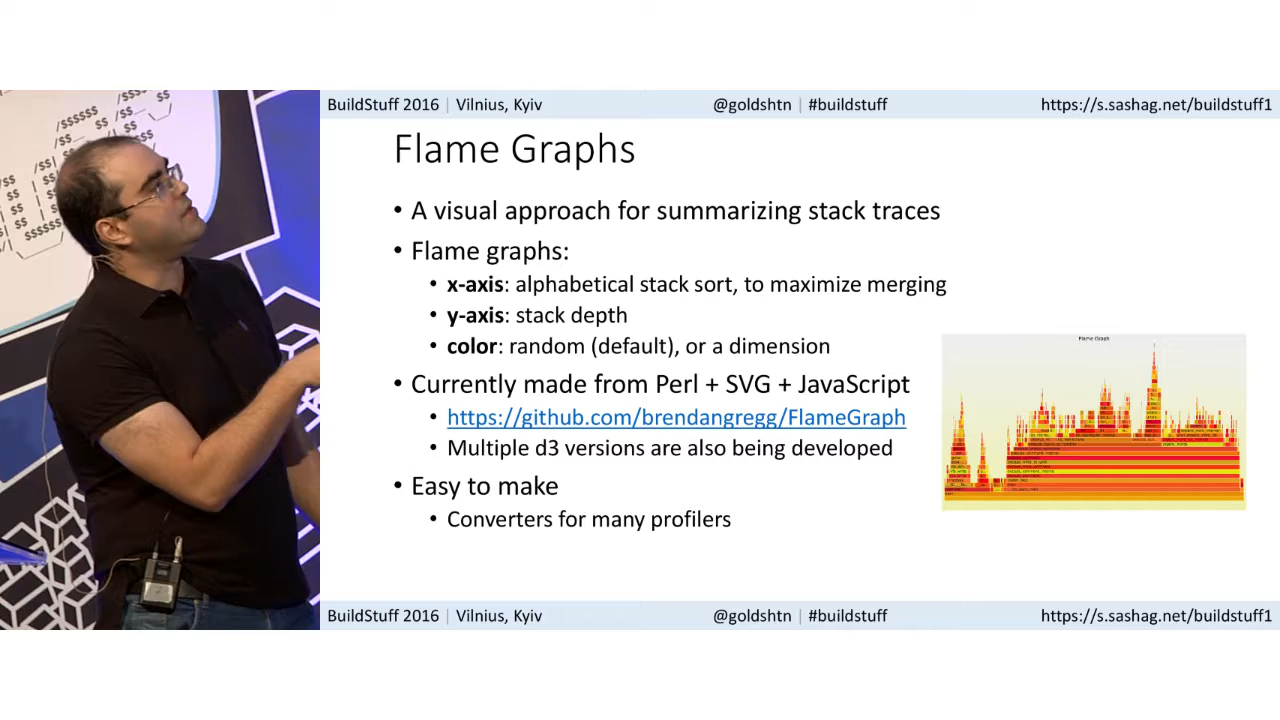 BuildStuff 2016 | Vilnius, Kyiv @goldshtn | #buildstuff https://s.sashag.net/buildstuff1
Flame Graphs
• A visual approach for summarizing stack traces
• Flame graphs:
• x-axis: alphabetical stack sort, to maximize merging
• y-axis: stack depth
• color: random (default), or a dimension
Flame Graph
• Currently made from Perl + SVG + JavaScript
• https://github.com/brendangregg/FlameGraph
• Multiple d3 versions are also being developed
• Easy to make
• Converters for many profilers
BuildStuff 2016 | Vilnius, Kyiv @goldshtn | #buildstuff https://s.sashag.net/buildstuff1